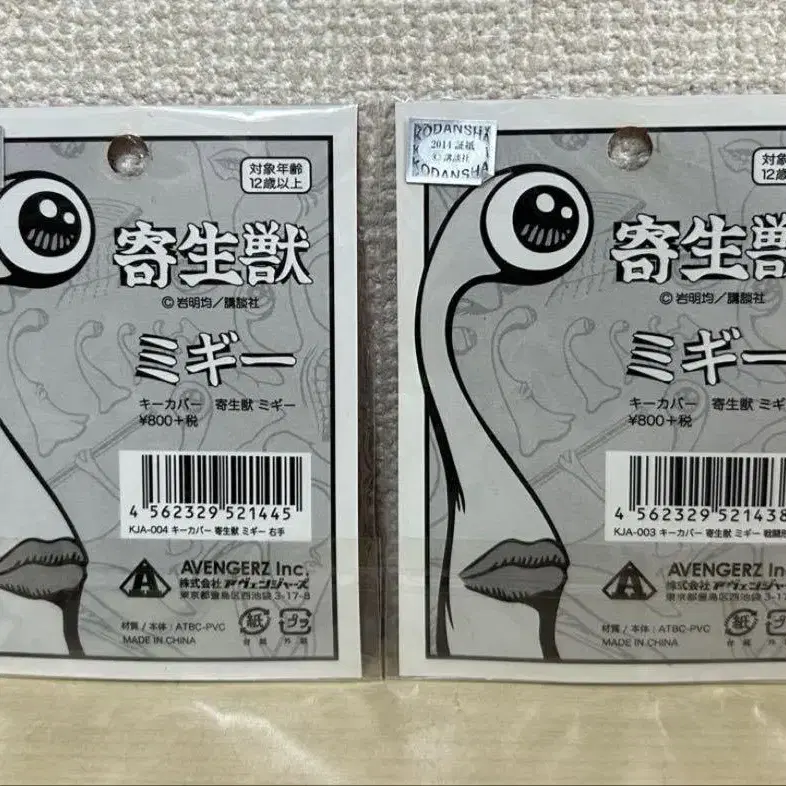 対象年齢
12歳以上
寄生獣
©岩明均／講談社
ミギー
キーカバー 寄生獣 ミギー
¥800+税
4 562329 521445
KJA-004 キーカバー 寄生獣 ミギー 右手
AVENGERZ Inc.
株式会社アヴェンジャーズ
東京都豊島区西池袋 3-17-8
材質 / 本体 : ATBC-PVC
MADE IN CHINA
紙
プラ
KODANSHA
2014 証紙
©講談社
KODANSHA
対象
12歳
寄生獣
©岩明均／講談社
ミギー
キーカバー 寄生獣 ミギ
¥800+税
4 562329 521438
KJA-003 キーカバー 寄生獣 ミギー 戦闘形
AVENGERZ Inc.
株式会社アヴェンジャーズ
東京都豊島区西池袋 3-17-8
材質 / 本体 : ATBC-PVC
MADE IN CHINA
紙
プラ